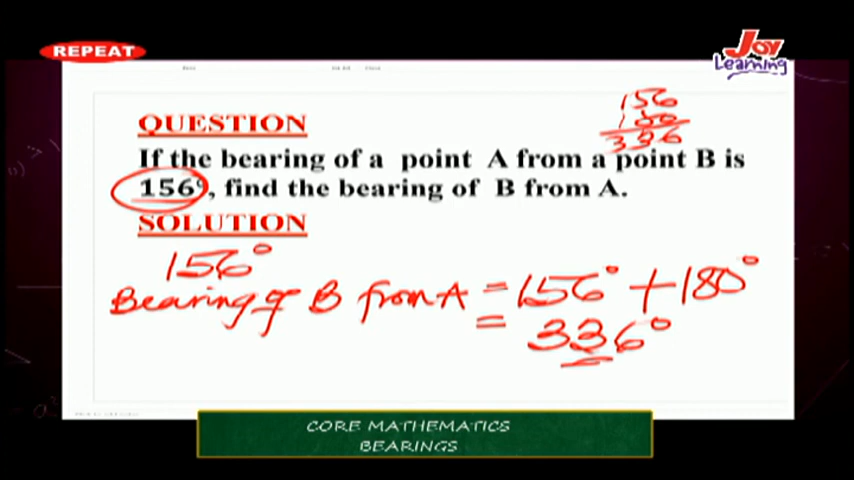 REPEAT
Joy
Learning
QUESTION
156
180
336
If the bearing of a point A from a point B is
156°, find the bearing of B from A.
SOLUTION
156°
Bearing of B from A = 156° + 180°
= 336°
CORE MATHEMATICS
BEARINGS